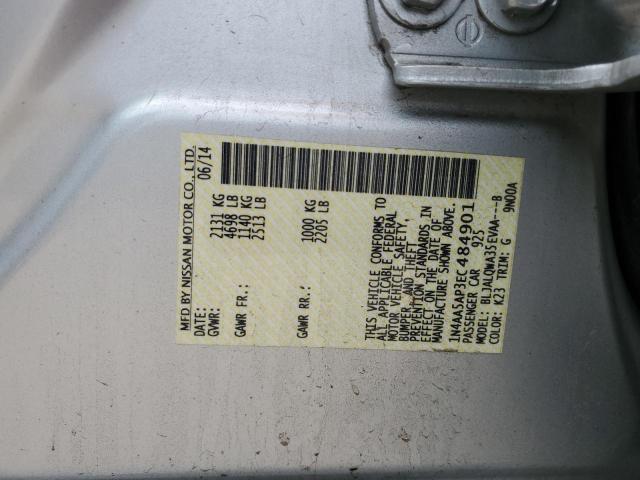 MFD BY NISSAN MOTOR CO., LTD.
DATE: 06/14
GVWR: 2131 KG
4698 LB
GAWR FR.: 1140 KG
2513 LB
GAWR RR.: 1000 KG
2205 LB
THIS VEHICLE CONFORMS TO
ALL APPLICABLE FEDERAL
MOTOR VEHICLE SAFETY,
BUMPER, AND THEFT
PREVENTION STANDARDS IN
EFFECT ON THE DATE OF
MANUFACTURE SHOWN ABOVE.
1N4AA5AP3EC484901
PASSENGER CAR 925
MODEL: BLJALQWA35EVAA---B
COLOR: K23 TRIM: G 9N00A